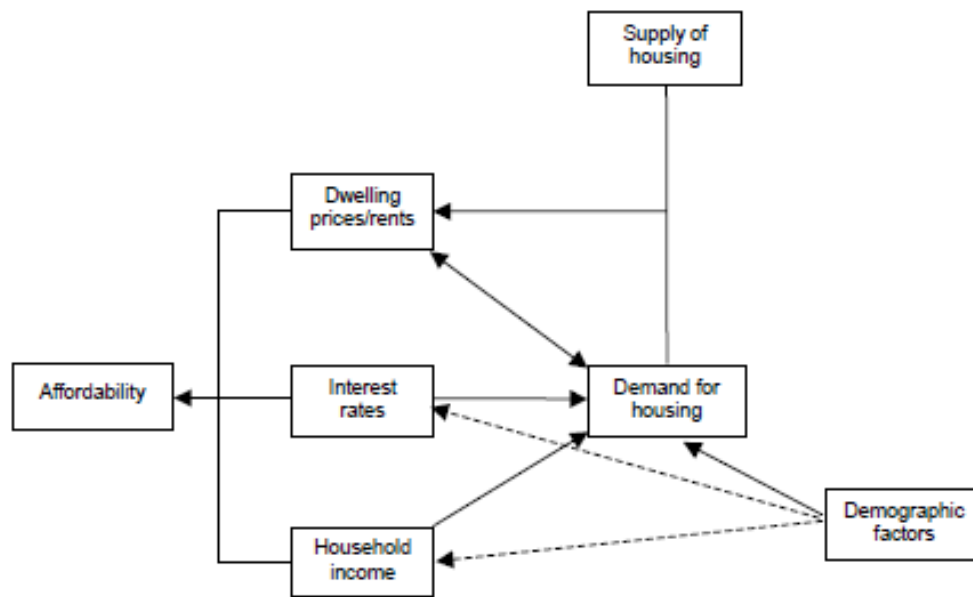 Supply of
housing
Dwelling
prices/rents
Affordability
Interest
rates
Demand for
housing
Demographic
factors
Household
income